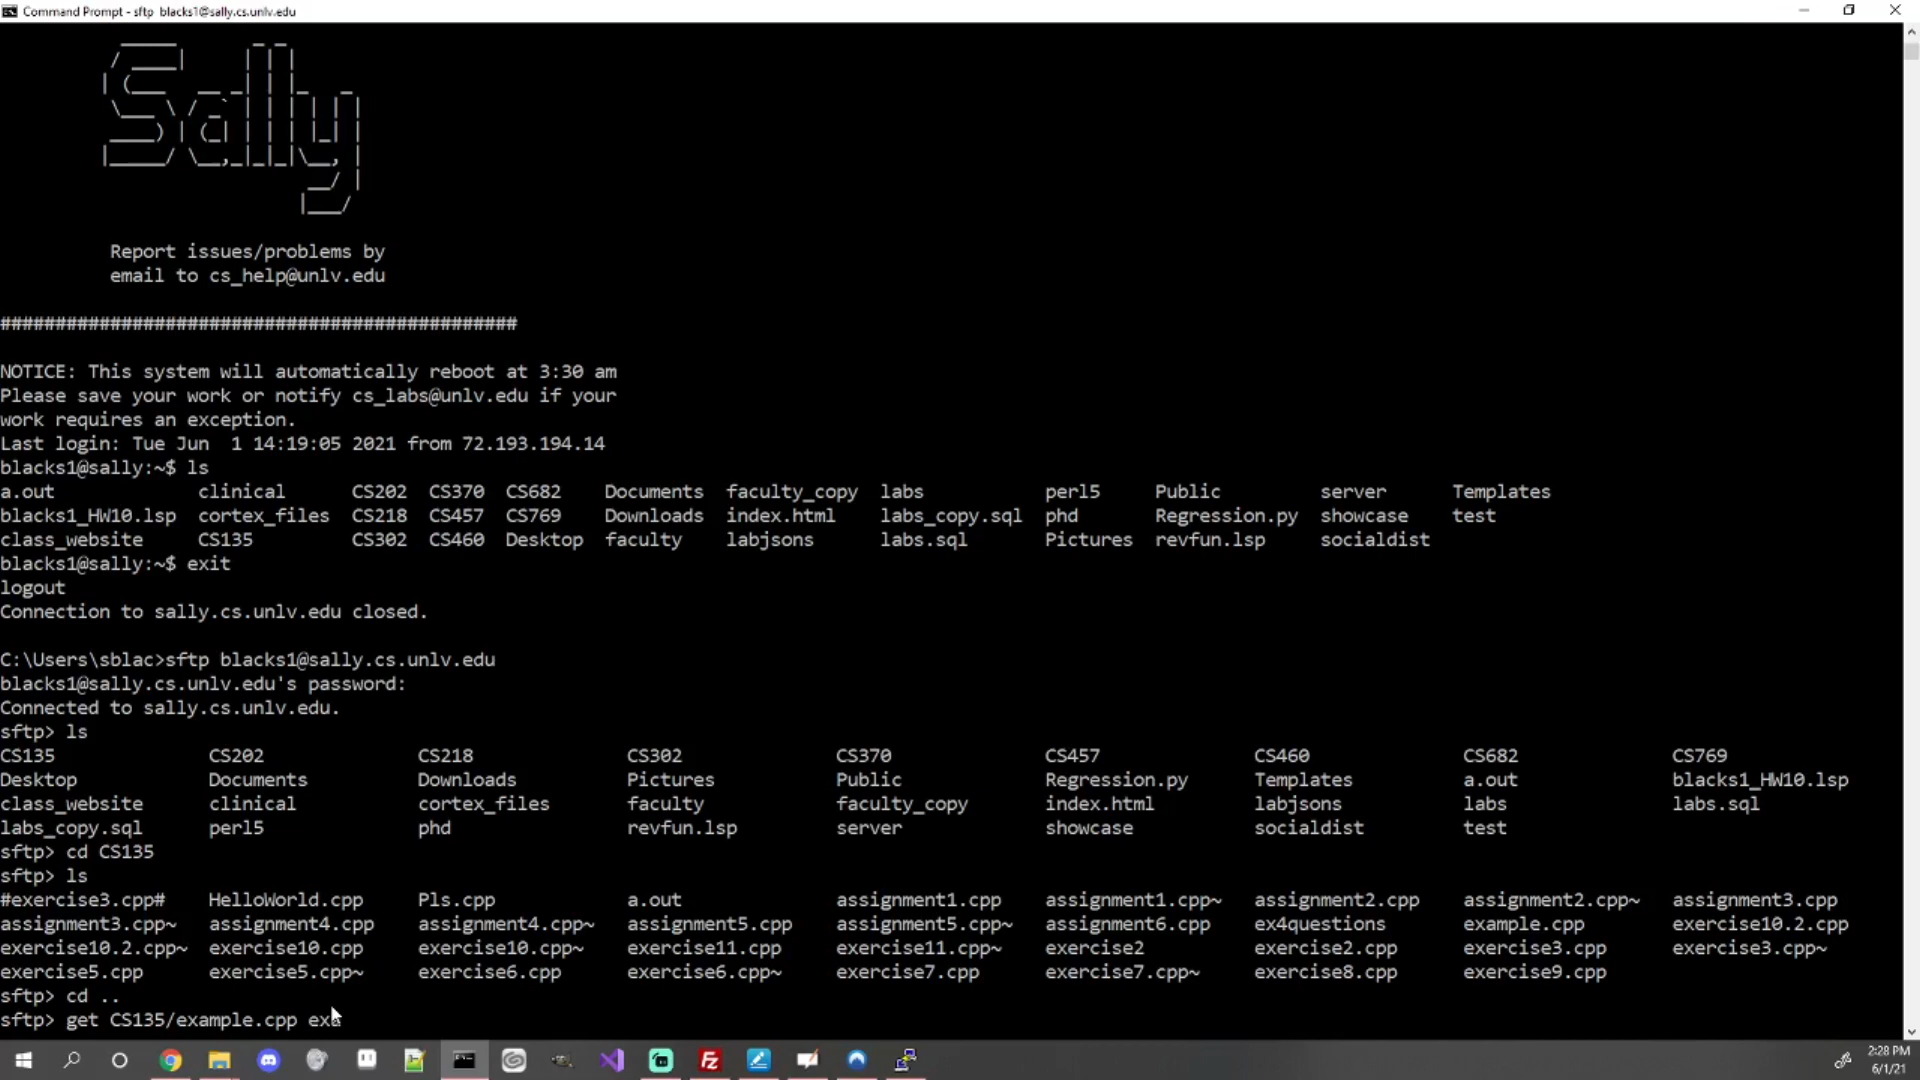 Command Prompt - sftp blacks1@sally.cs.unlv.edu
Sally
Report issues/problems by
email to cs_help@unlv.edu
###############################################
NOTICE: This system will automatically reboot at 3:30 am
Please save your work or notify cs_labs@unlv.edu if your
work requires an exception.
Last login: Tue Jun  1 14:19:05 2021 from 72.193.194.14
blacks1@sally:~$ ls
a.out clinical CS202 CS370 CS682 Documents faculty_copy labs perl5 Public server Templates
blacks1_HW10.lsp cortex_files CS218 CS457 CS769 Downloads index.html labs_copy.sql phd Regression.py showcase test
class_website CS135 CS302 CS460 Desktop faculty labjsons labs.sql Pictures revfun.lsp socialdist
blacks1@sally:~$ exit
logout
Connection to sally.cs.unlv.edu closed.
C:\Users\sblac>sftp blacks1@sally.cs.unlv.edu
blacks1@sally.cs.unlv.edu's password:
Connected to sally.cs.unlv.edu.
sftp> ls
CS135 CS202 CS218 CS302 CS370 CS457 CS460 CS682 CS769
Desktop Documents Downloads Pictures Public Regression.py Templates a.out blacks1_HW10.lsp
class_website clinical cortex_files faculty faculty_copy index.html labjsons labs labs.sql
labs_copy.sql perl5 phd revfun.lsp server showcase socialdist test
sftp> cd CS135
sftp> ls
#exercise3.cpp# HelloWorld.cpp Pls.cpp a.out assignment1.cpp assignment1.cpp~ assignment2.cpp assignment2.cpp~ assignment3.cpp
assignment3.cpp~ assignment4.cpp assignment4.cpp~ assignment5.cpp assignment5.cpp~ assignment6.cpp ex4questions example.cpp exercise10.2.cpp
exercise10.2.cpp~ exercise10.cpp exercise10.cpp~ exercise11.cpp exercise11.cpp~ exercise2 exercise2.cpp exercise3.cpp exercise3.cpp~
exercise5.cpp exercise5.cpp~ exercise6.cpp exercise6.cpp~ exercise7.cpp exercise7.cpp~ exercise8.cpp exercise9.cpp
sftp> cd ..
sftp> get CS135/example.cpp exa
2:28 PM
6/1/21